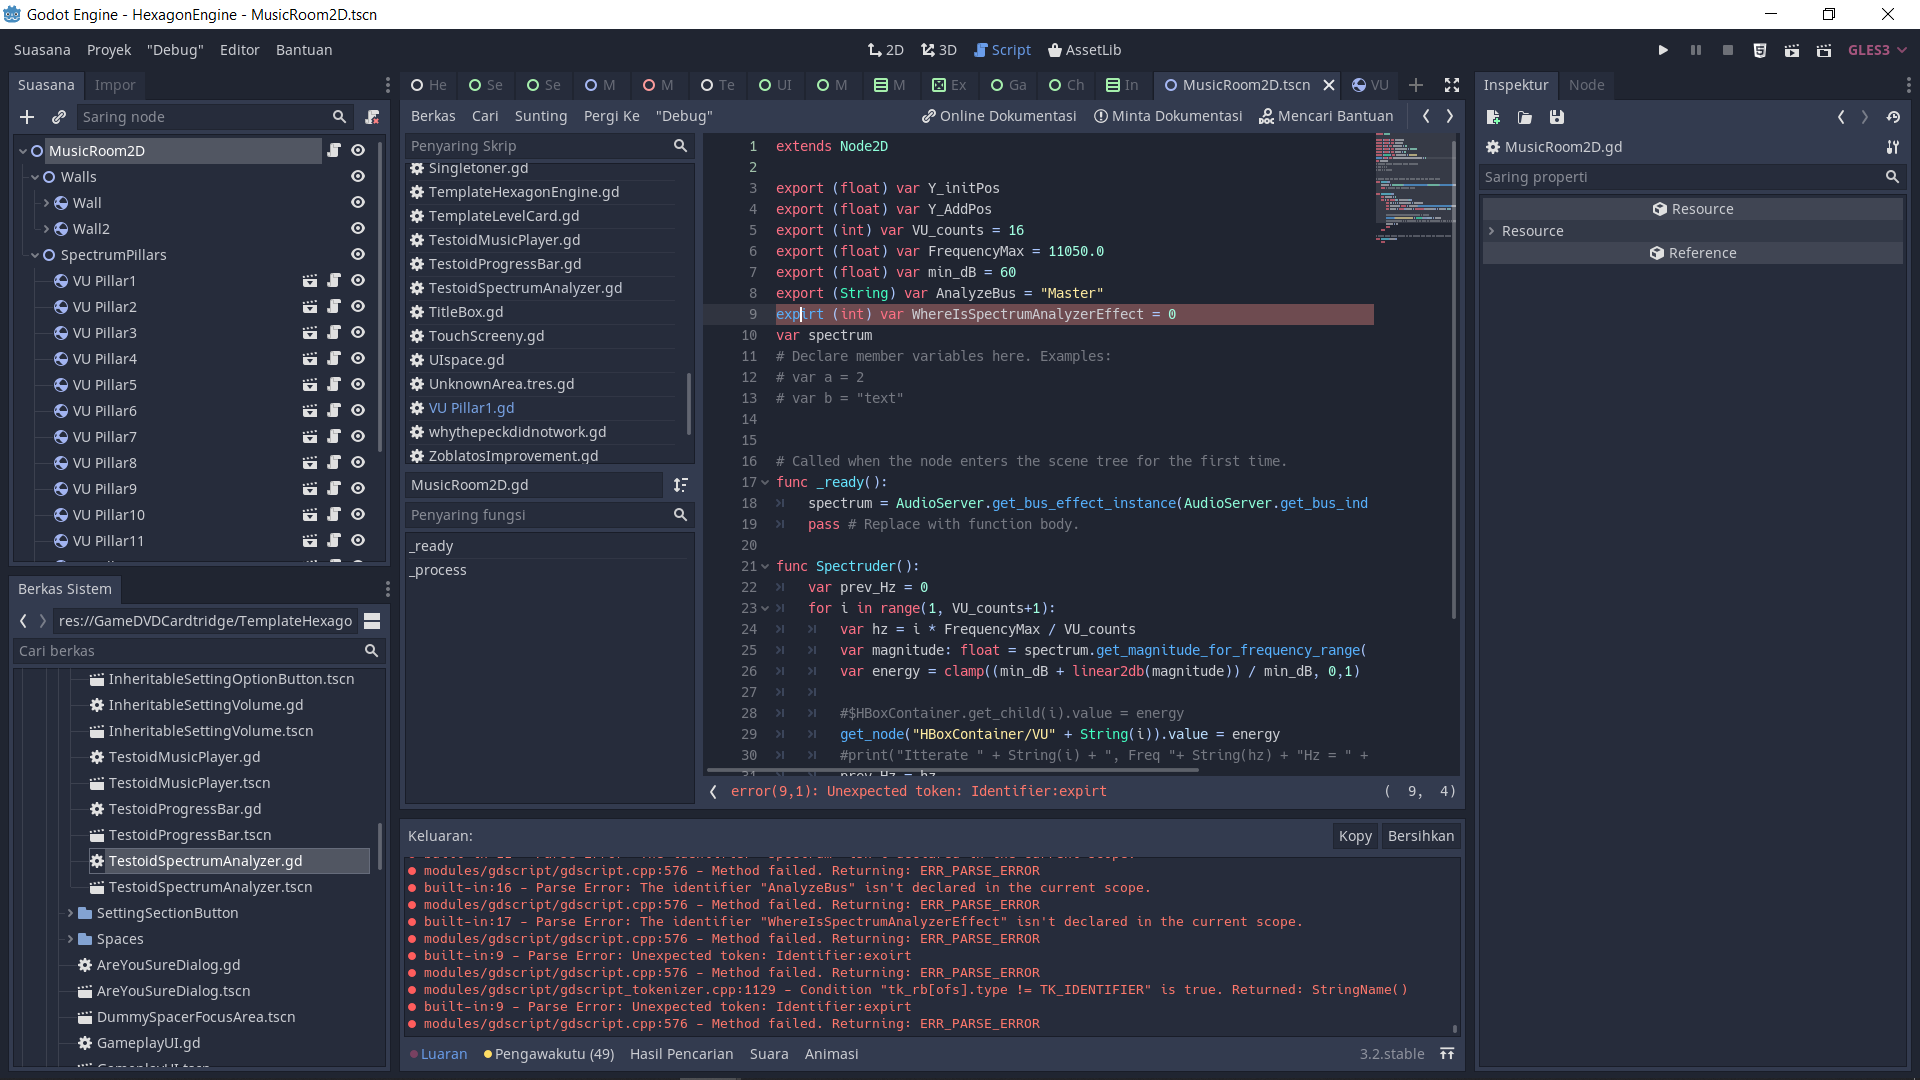 Godot Engine - HexagonEngine - MusicRoom2D.tscn
Suasana Proyek "Debug" Editor Bantuan
2D 3D Script AssetLib
GLES3
Suasana Impor
Saring node
MusicRoom2D
Walls
Wall
Wall2
SpectrumPillars
VU Pillar1
VU Pillar2
VU Pillar3
VU Pillar4
VU Pillar5
VU Pillar6
VU Pillar7
VU Pillar8
VU Pillar9
VU Pillar10
VU Pillar11
Berkas Sistem
res://GameDVDCardtridge/TemplateHexago
Cari berkas
InheritableSettingOptionButton.tscn
InheritableSettingVolume.gd
InheritableSettingVolume.tscn
TestoidMusicPlayer.gd
TestoidMusicPlayer.tscn
TestoidProgressBar.gd
TestoidProgressBar.tscn
TestoidSpectrumAnalyzer.gd
TestoidSpectrumAnalyzer.tscn
SettingSectionButton
Spaces
AreYouSureDialog.gd
AreYouSureDialog.tscn
DummySpacerFocusArea.tscn
GameplayUI.gd
GameplayUI.tscn
He Se Se M M Te UI M M Ex Ga Ch In MusicRoom2D.tscn VU
Berkas Cari Sunting Pergi Ke "Debug"
Online Dokumentasi Minta Dokumentasi Mencari Bantuan
Penyaring Skrip
Singletoner.gd
TemplateHexagonEngine.gd
TemplateLevelCard.gd
TestoidMusicPlayer.gd
TestoidProgressBar.gd
TestoidSpectrumAnalyzer.gd
TitleBox.gd
TouchScreeny.gd
UIspace.gd
UnknownArea.tres.gd
VU Pillar1.gd
whythepeckdidnotwork.gd
ZoblatosImprovement.gd
MusicRoom2D.gd
Penyaring fungsi
_ready
_process
1 extends Node2D
2
3 export (float) var Y_initPos
4 export (float) var Y_AddPos
5 export (int) var VU_counts = 16
6 export (float) var FrequencyMax = 11050.0
7 export (float) var min_dB = 60
8 export (String) var AnalyzeBus = "Master"
9 expirt (int) var WhereIsSpectrumAnalyzerEffect = 0
10 var spectrum
11 # Declare member variables here. Examples:
12 # var a = 2
13 # var b = "text"
14
15
16 # Called when the node enters the scene tree for the first time.
17 func _ready():
18 spectrum = AudioServer.get_bus_effect_instance(AudioServer.get_bus_ind
19 pass # Replace with function body.
20
21 func Spectruder():
22 var prev_Hz = 0
23 for i in range(1, VU_counts+1):
24 var hz = i * FrequencyMax / VU_counts
25 var magnitude: float = spectrum.get_magnitude_for_frequency_range(
26 var energy = clamp((min_dB + linear2db(magnitude)) / min_dB, 0,1)
27
28 #$HBoxContainer.get_child(i).value = energy
29 get_node("HBoxContainer/VU" + String(i)).value = energy
30 #print("Itterate " + String(i) + ", Freq "+ String(hz) + "Hz = " +
31 prev_Hz = hz
error(9,1): Unexpected token: Identifier:expirt
( 9, 4)
Keluaran:
Kopy Bersihkan
modules/gdscript/gdscript.cpp:576 - Method failed. Returning: ERR_PARSE_ERROR
built-in:16 - Parse Error: The identifier "AnalyzeBus" isn't declared in the current scope.
modules/gdscript/gdscript.cpp:576 - Method failed. Returning: ERR_PARSE_ERROR
built-in:17 - Parse Error: The identifier "WhereIsSpectrumAnalyzerEffect" isn't declared in the current scope.
modules/gdscript/gdscript.cpp:576 - Method failed. Returning: ERR_PARSE_ERROR
built-in:9 - Parse Error: Unexpected token: Identifier:exoirt
modules/gdscript/gdscript.cpp:576 - Method failed. Returning: ERR_PARSE_ERROR
modules/gdscript/gdscript_tokenizer.cpp:1129 - Condition "tk_rb[ofs].type != TK_IDENTIFIER" is true. Returned: StringName()
built-in:9 - Parse Error: Unexpected token: Identifier:expirt
modules/gdscript/gdscript.cpp:576 - Method failed. Returning: ERR_PARSE_ERROR
Luaran Pengawakutu (49) Hasil Pencarian Suara Animasi
3.2.stable
Inspektur Node
MusicRoom2D.gd
Saring properti
Resource
Resource
Reference